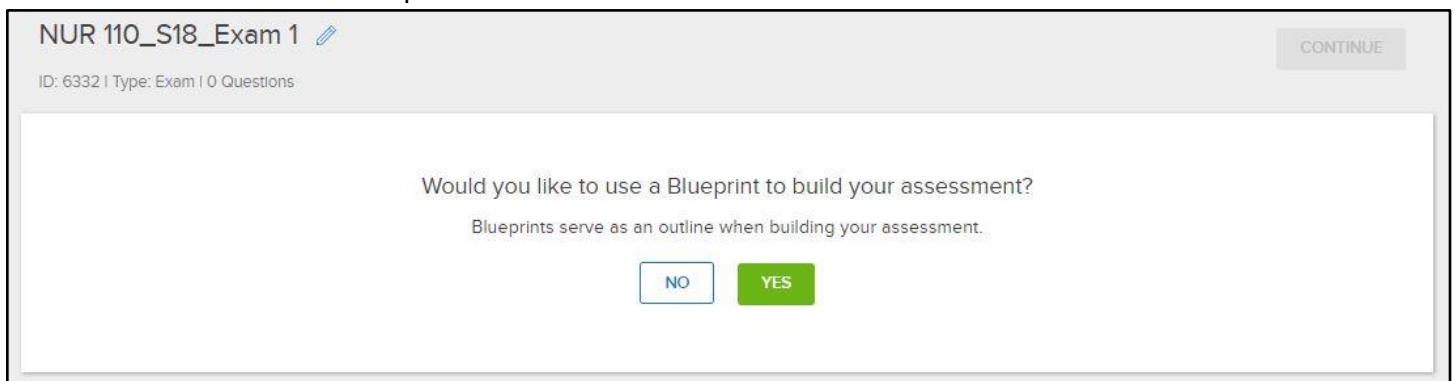 NUR 110_S18_Exam 1
CONTINUE
ID: 6332 | Type: Exam | 0 Questions
Would you like to use a Blueprint to build your assessment?
Blueprints serve as an outline when building your assessment.
NO
YES